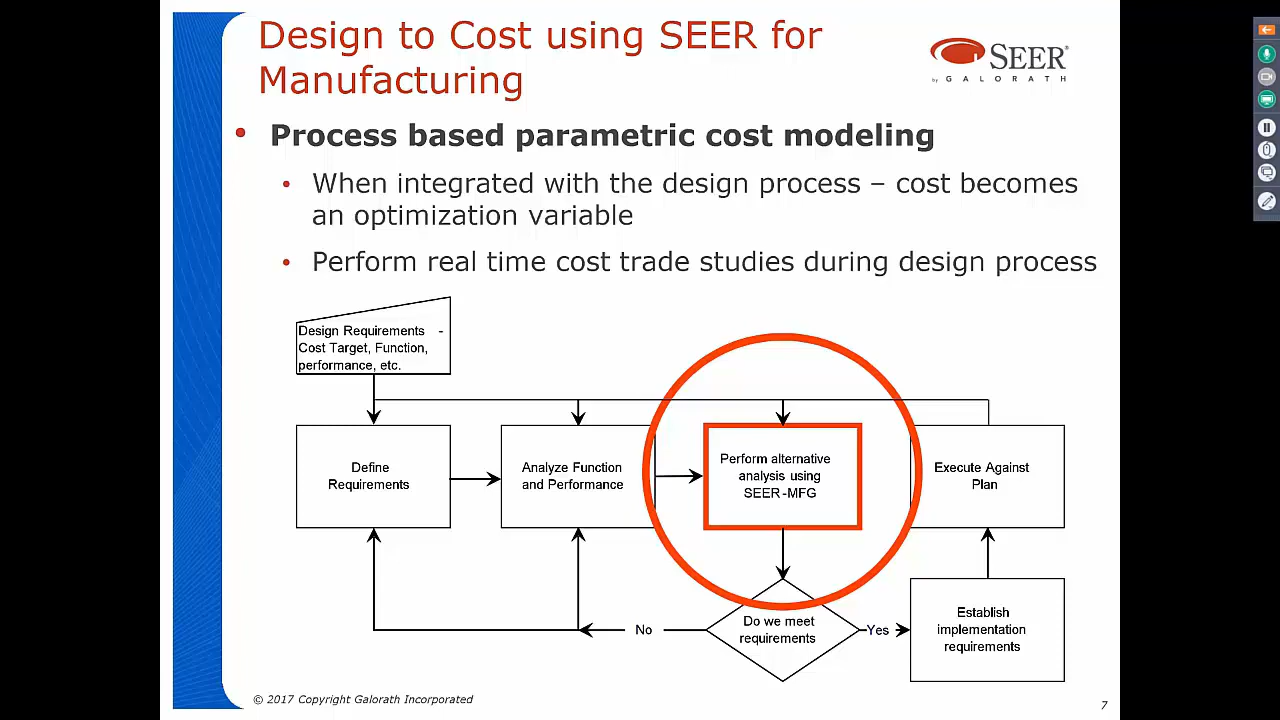 Design to Cost using SEER for
Manufacturing
SEER
by GALORATH
• Process based parametric cost modeling
• When integrated with the design process – cost becomes
an optimization variable
• Perform real time cost trade studies during design process
Design Requirements -
Cost Target, Function,
performance, etc.
Define
Requirements
Analyze Function
and Performance
Perform alternative
analysis using
SEER-MFG
Execute Against
Plan
No
Do we meet
requirements
Yes
Establish
implementation
requirements
© 2017 Copyright Galorath Incorporated
7